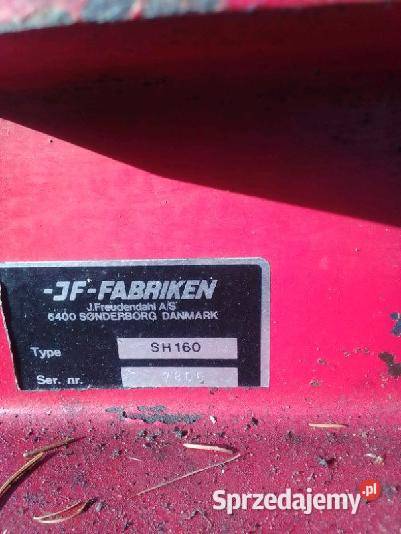 -JF-FABRIKEN
J.Freudendahl A/S
6400 SØNDERBORG DANMARK
Type SH160
Ser. nr.
Sprzedajemy.pl